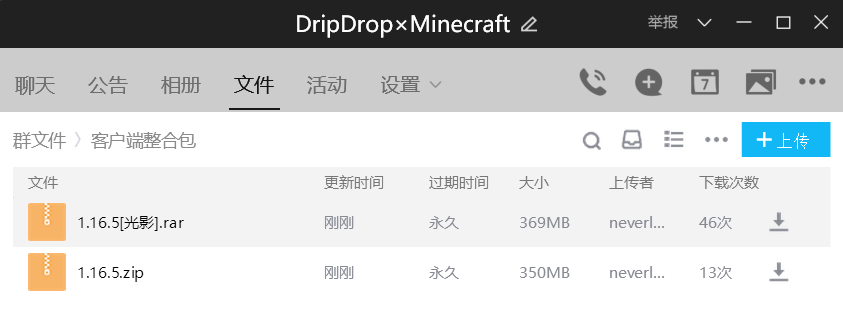 DripDrop×Minecraft 举报
聊天 公告 相册 文件 活动 设置 7
群文件 〉客户端整合包 上传
文件 更新时间 过期时间 大小 上传者 下载次数
1.16.5[光影].rar 刚刚 永久 369MB neverl... 46次
1.16.5.zip 刚刚 永久 350MB neverl... 13次